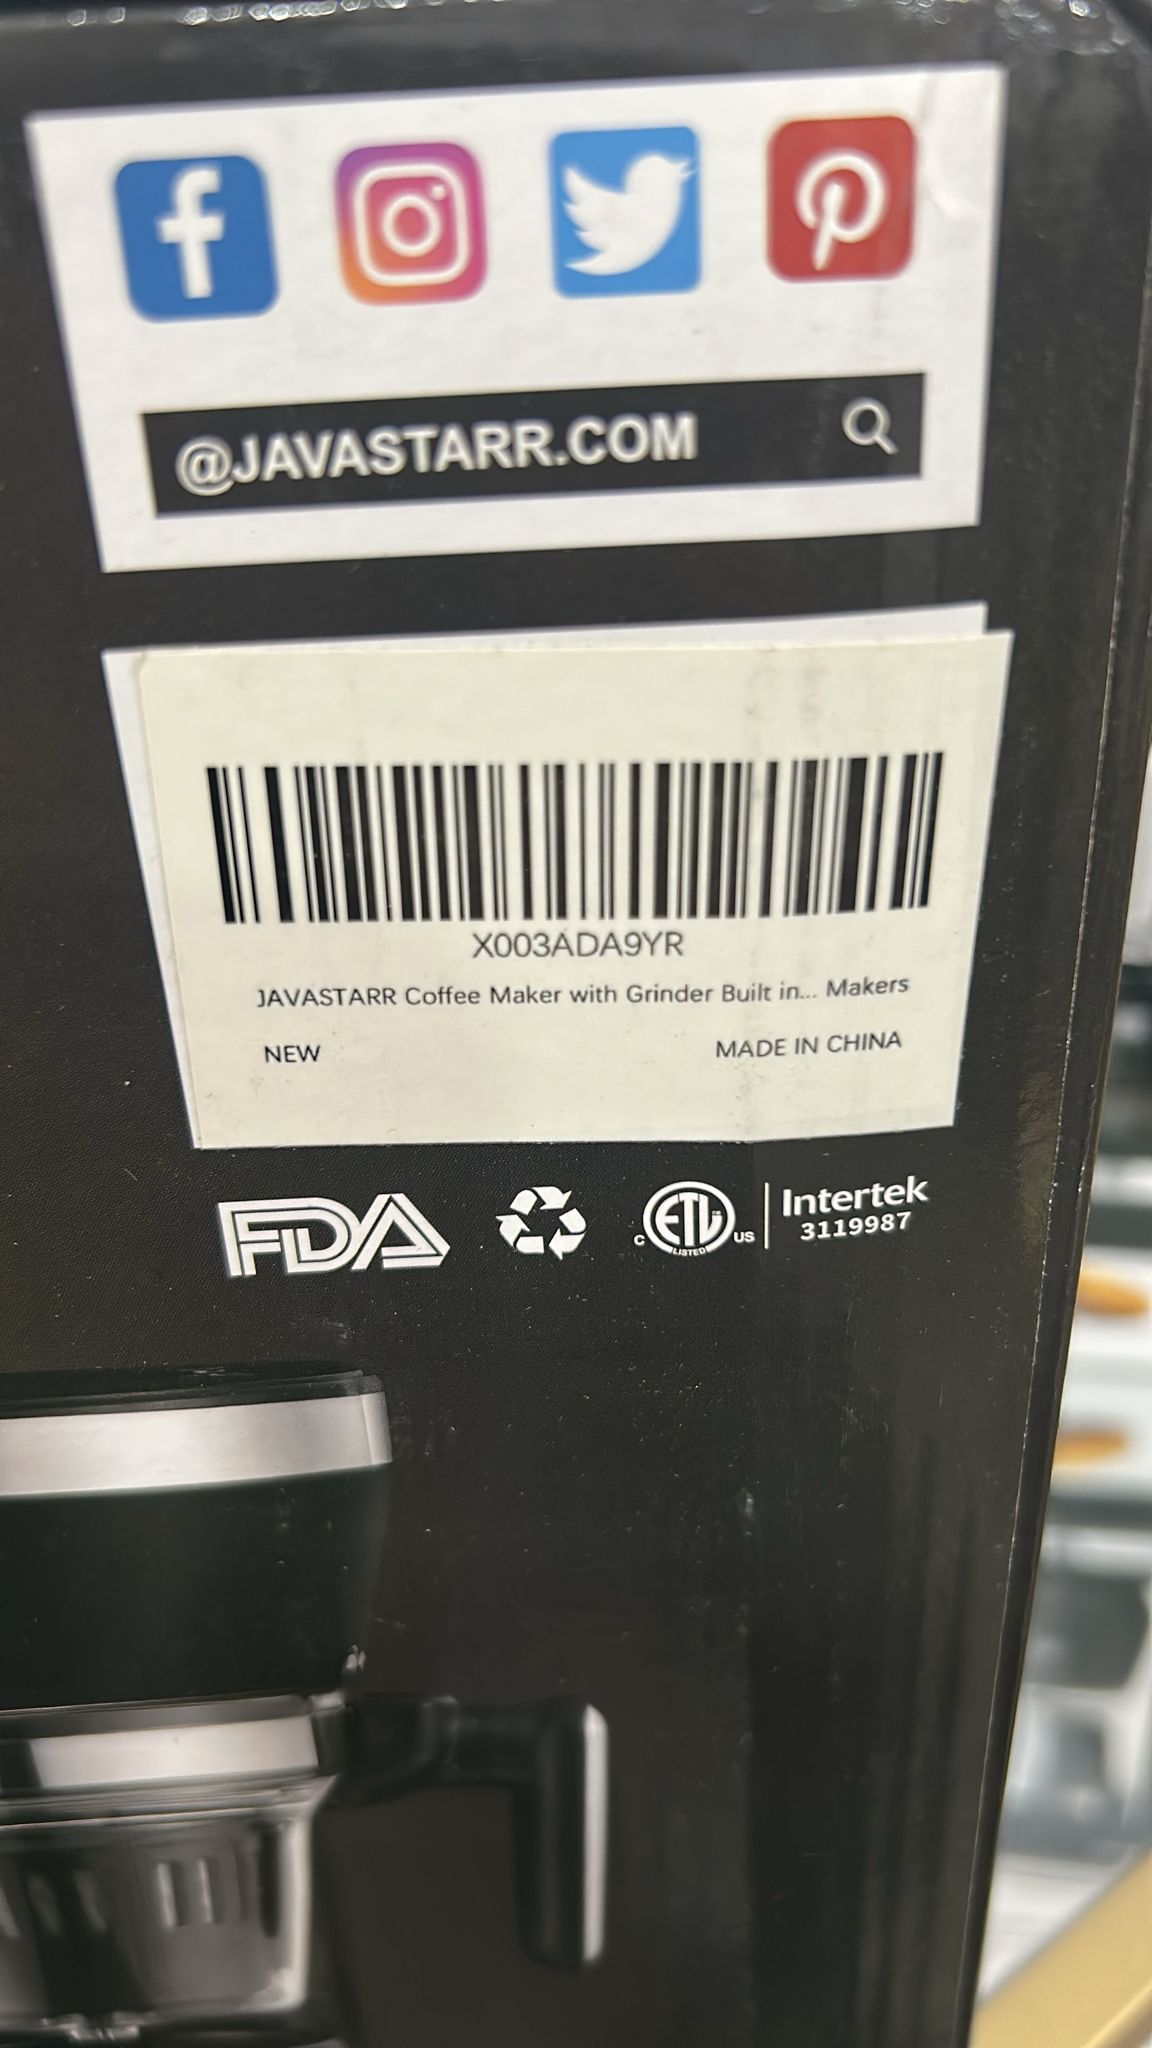 @JAVASTARR.COM
X003ADA9YR
JAVASTARR Coffee Maker with Grinder Built in... Makers
NEW MADE IN CHINA
FDA
C ETL US LISTED
Intertek
3119987